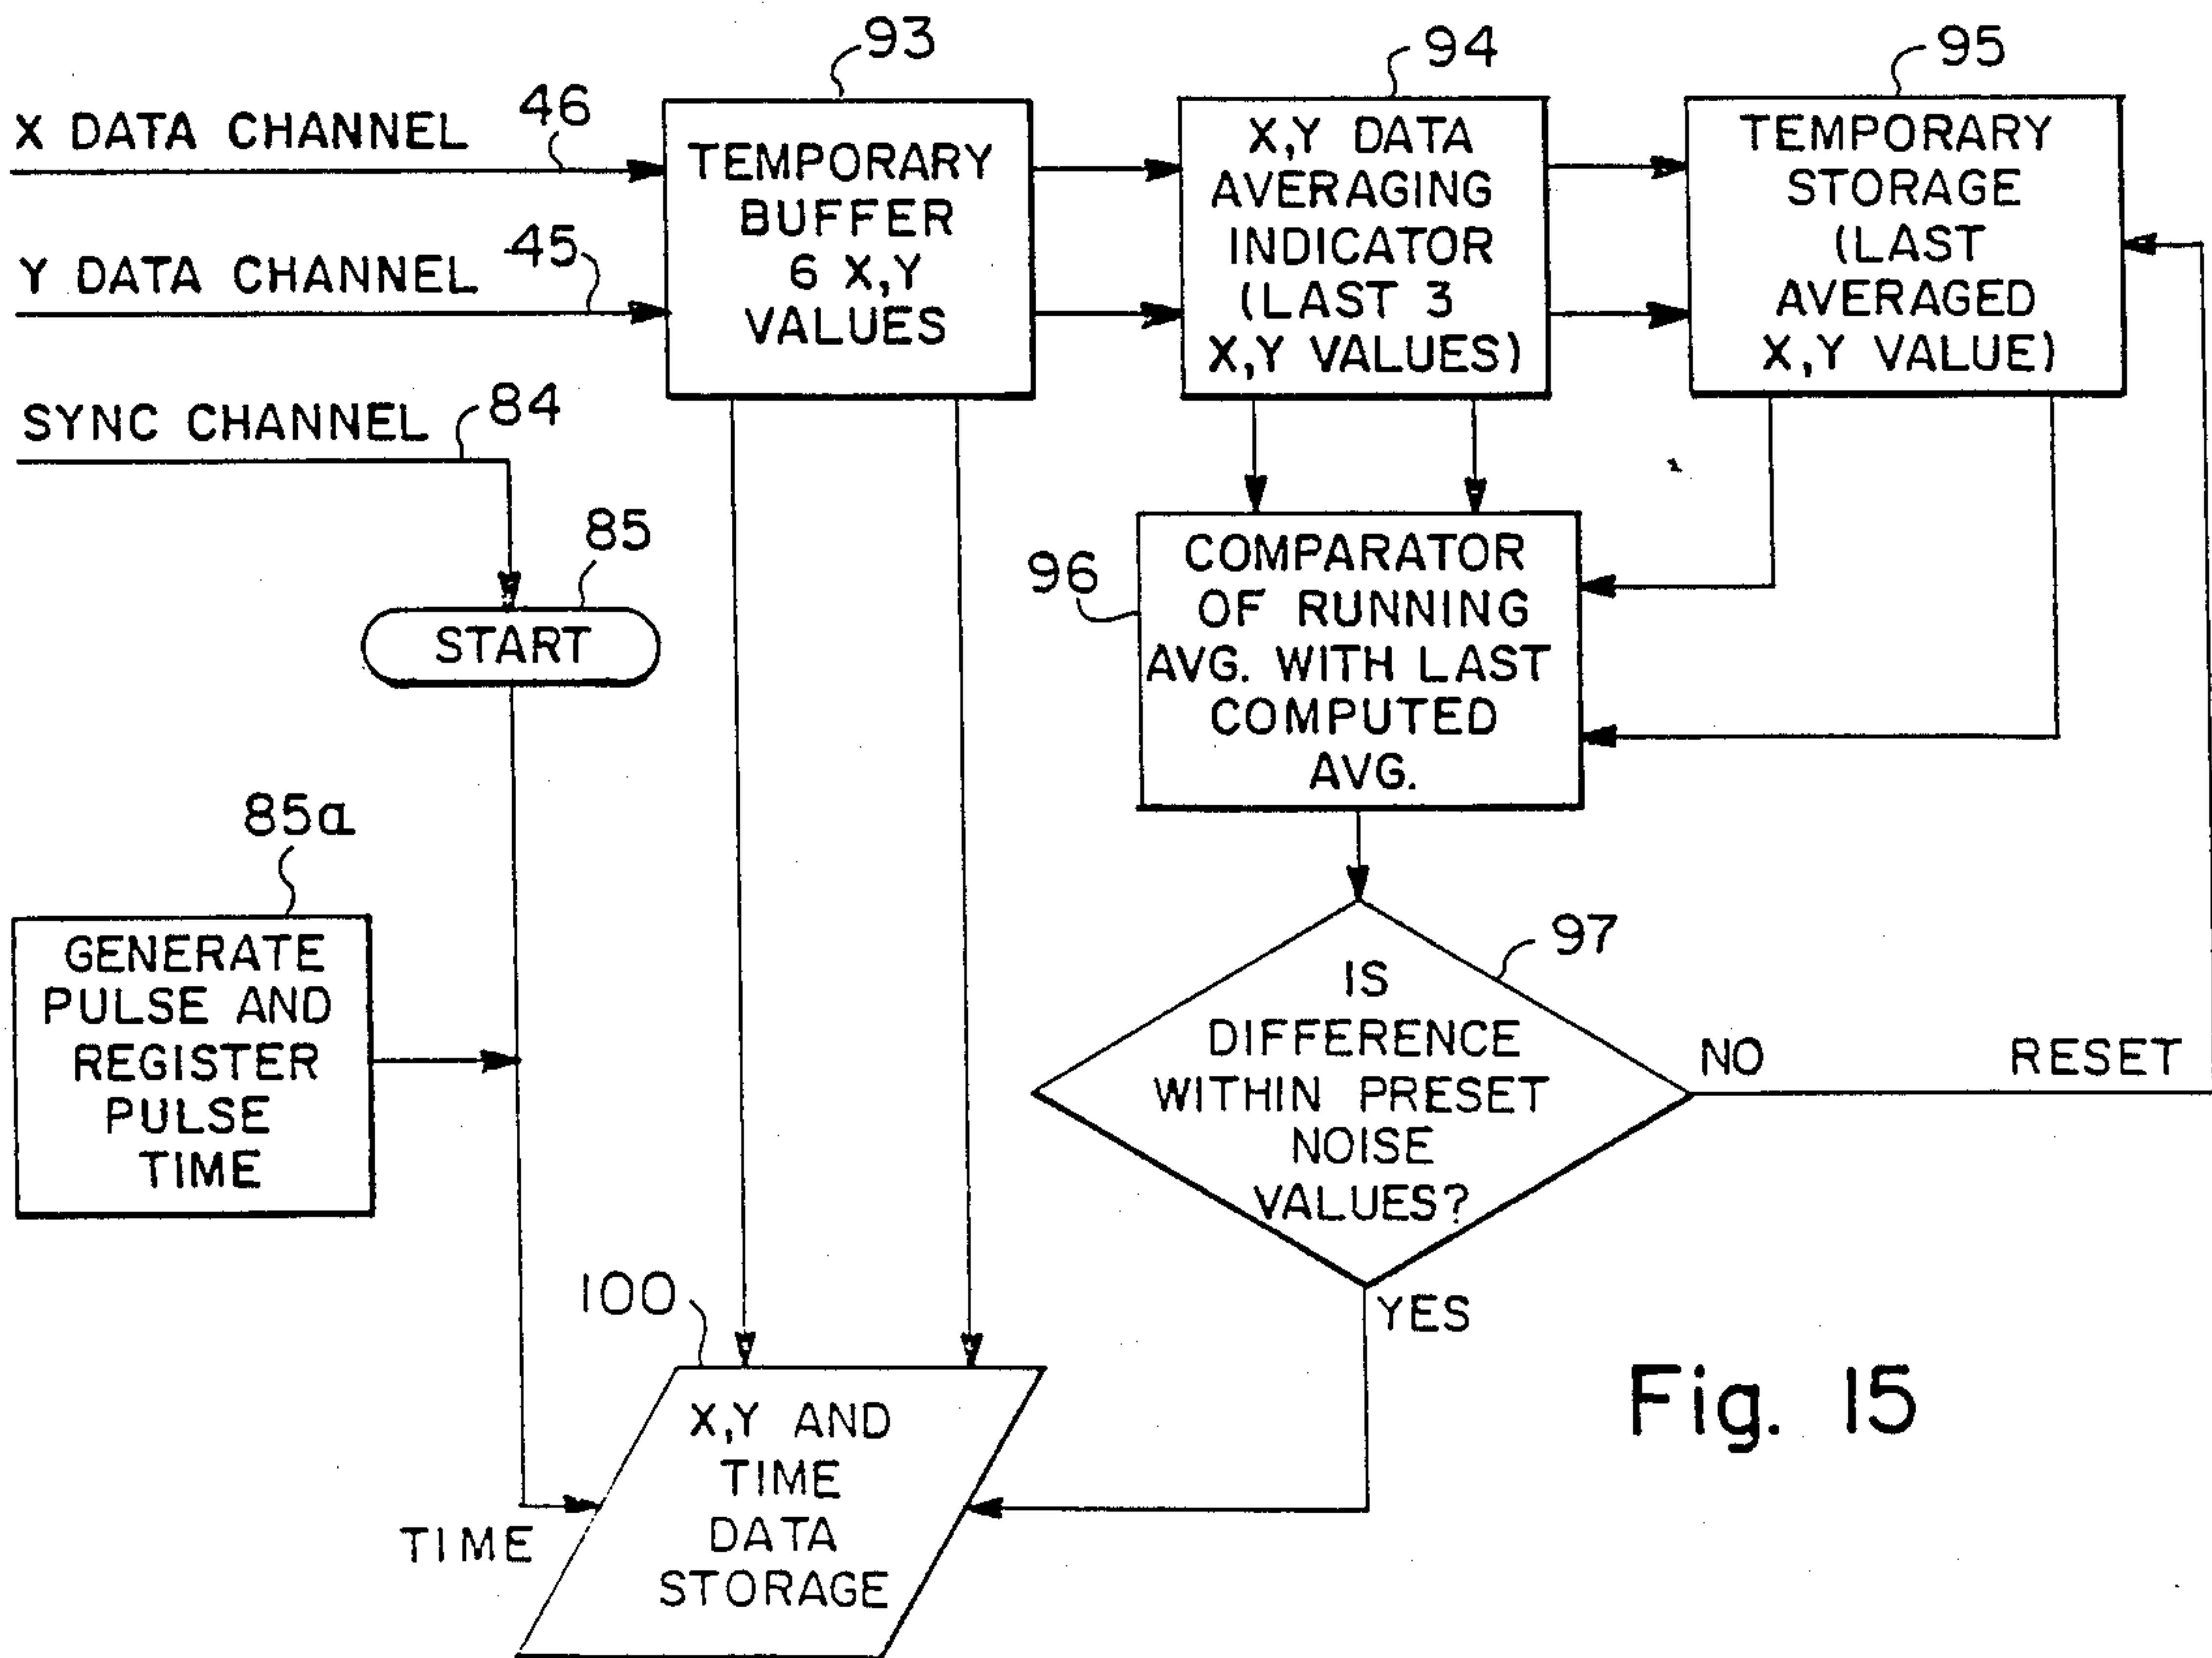 93
94
95
X DATA CHANNEL
46
Y DATA CHANNEL
45
TEMPORARY
BUFFER
6 X,Y
VALUES
X,Y DATA
AVERAGING
INDICATOR
(LAST 3
X,Y VALUES)
TEMPORARY
STORAGE
(LAST
AVERAGED
X,Y VALUE)
SYNC CHANNEL
84
85
START
96
COMPARATOR
OF RUNNING
AVG. WITH LAST
COMPUTED
AVG.
85a
GENERATE
PULSE AND
REGISTER
PULSE
TIME
97
IS
DIFFERENCE
WITHIN PRESET
NOISE
VALUES?
NO
RESET
YES
100
X,Y AND
TIME
DATA
STORAGE
TIME
Fig. 15